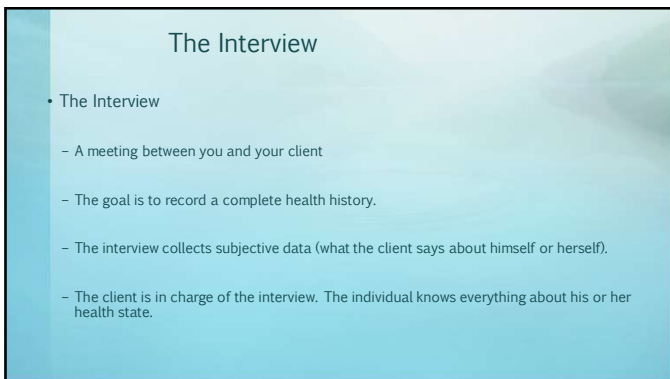 The Interview
• The Interview
– A meeting between you and your client
– The goal is to record a complete health history.
– The interview collects subjective data (what the client says about himself or herself).
– The client is in charge of the interview. The individual knows everything about his or her
health state.